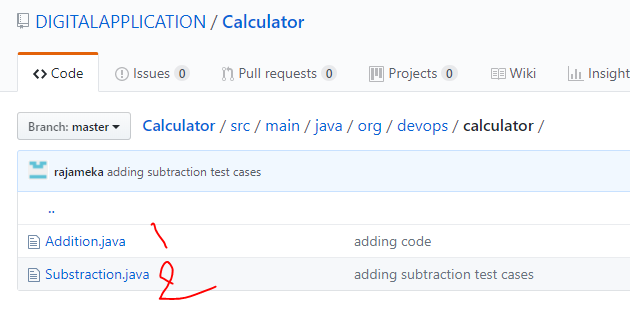 DIGITALAPPLICATION / Calculator
Code Issues 0 Pull requests 0 Projects 0 Wiki Insight
Branch: master Calculator / src / main / java / org / devops / calculator /
rajameka adding subtraction test cases
..
Addition.java 1 adding code
Substraction.java 2 adding subtraction test cases